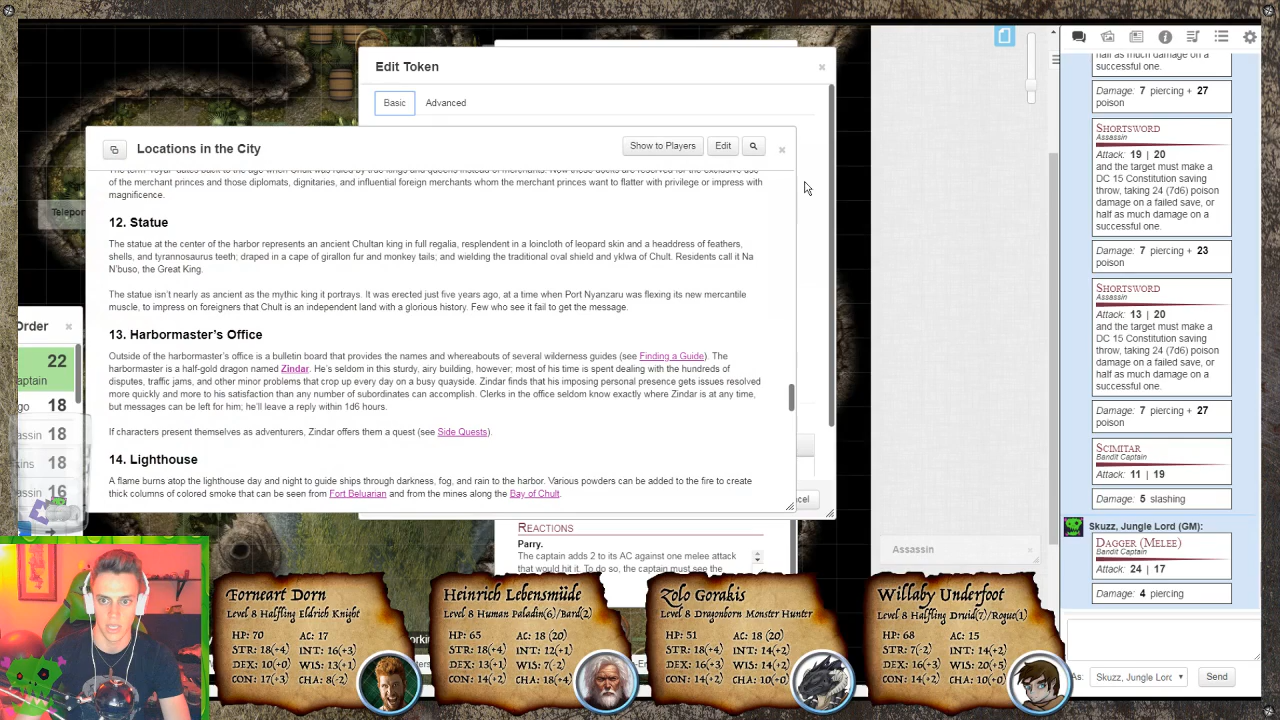 Edit Token
Basic
Advanced
Locations in the City
Show to Players
Edit
of the merchant princes and those diplomats, dignitaries, and influential foreign merchants whom the merchant princes want to flatter with privilege or impress with
magnificence.
12. Statue
The statue at the center of the harbor represents an ancient Chultan king in full regalia, resplendent in a loincloth of leopard skin and a headdress of feathers,
shells, and tyrannosaurus teeth; draped in a cape of girallon fur and monkey tails; and wielding the traditional oval shield and yklwa of Chult. Residents call it Na
N'buso, the Great King.
The statue isn't nearly as ancient as the mythic king it portrays. It was erected just five years ago, at a time when Port Nyanzaru was flexing its new mercantile
muscle, to impress on foreigners that Chult is an independent land with a glorious history. Few who see it fail to get the message.
13. Harbormaster's Office
Outside of the harbormaster's office is a bulletin board that provides the names and whereabouts of several wilderness guides (see Finding a Guide). The
harbormaster is a half-gold dragon named Zindar. He's seldom in this sturdy, airy building, however; most of his time is spent dealing with the hundreds of
disputes, traffic jams, and other minor problems that crop up every day on a busy quayside. Zindar finds that his imposing personal presence gets issues resolved
more quickly and more to his satisfaction than any number of subordinates can accomplish. Clerks in the office seldom know exactly where Zindar is at any time,
but messages can be left for him; he'll leave a reply within 1d6 hours.
If characters present themselves as adventurers, Zindar offers them a quest (see Side Quests).
14. Lighthouse
A flame burns atop the lighthouse day and night to guide ships through darkness, fog, and rain to the harbor. Various powders can be added to the fire to create
thick columns of colored smoke that can be seen from Fort Beluarian and from the mines along the Bay of Chult.
Telepor
Order
22
aptain
go 18
assin 18
kins 18
assin 16
cel
Reactions
Parry.
The captain adds 2 to its AC against one melee attack
that would hit it. To do so, the captain must see the
Assassin
half as much damage on a
successful one.
Damage: 7 piercing + 27
poison
Shortsword
Assassin
Attack: 19 | 20
and the target must make a
DC 15 Constitution saving
throw, taking 24 (7d6) poison
damage on a failed save, or
half as much damage on a
successful one.
Damage: 7 piercing + 23
poison
Shortsword
Assassin
Attack: 13 | 20
and the target must make a
DC 15 Constitution saving
throw, taking 24 (7d6) poison
damage on a failed save, or
half as much damage on a
successful one.
Damage: 7 piercing + 27
poison
Scimitar
Bandit Captain
Attack: 11 | 19
Damage: 5 slashing
Skuzz, Jungle Lord (GM):
Dagger (Melee)
Bandit Captain
Attack: 24 | 17
Damage: 4 piercing
As: Skuzz, Jungle Lorc
Send
Forneart Dorn
Level 8 Halfling Eldrich Knight
HP: 70 AC: 17
STR: 18(+4) INT: 16(+3)
DEX: 10(+0) WIS: 13(+1)
CON: 17(+3) CHA: 8(-2)
Heinrich Lebensmüde
Level 8 Human Paladin(6)/Bard(2)
HP: 65 AC: 18 (20)
STR: 18(+4) INT: 12(+1)
DEX: 13(+1) WIS: 13(+1)
CON: 14(+2) CHA: 18(+4)
Zolo Gorakis
Level 8 Dragonborn Monster Hunter
HP: 51 AC: 18 (20)
STR: 18(+4) INT: 14(+2)
DEX: 16(+3) WIS: 14(+2)
CON: 14(+2) CHA: 10(+0)
Willaby Underfoot
Level 8 Halfling Druid(7)/Rogue(1)
HP: 68 AC: 15
STR: 7(-2) INT: 14(+2)
DEX: 16(+3) WIS: 20(+5)
CON: 14(+2) CHA: 10(+0)